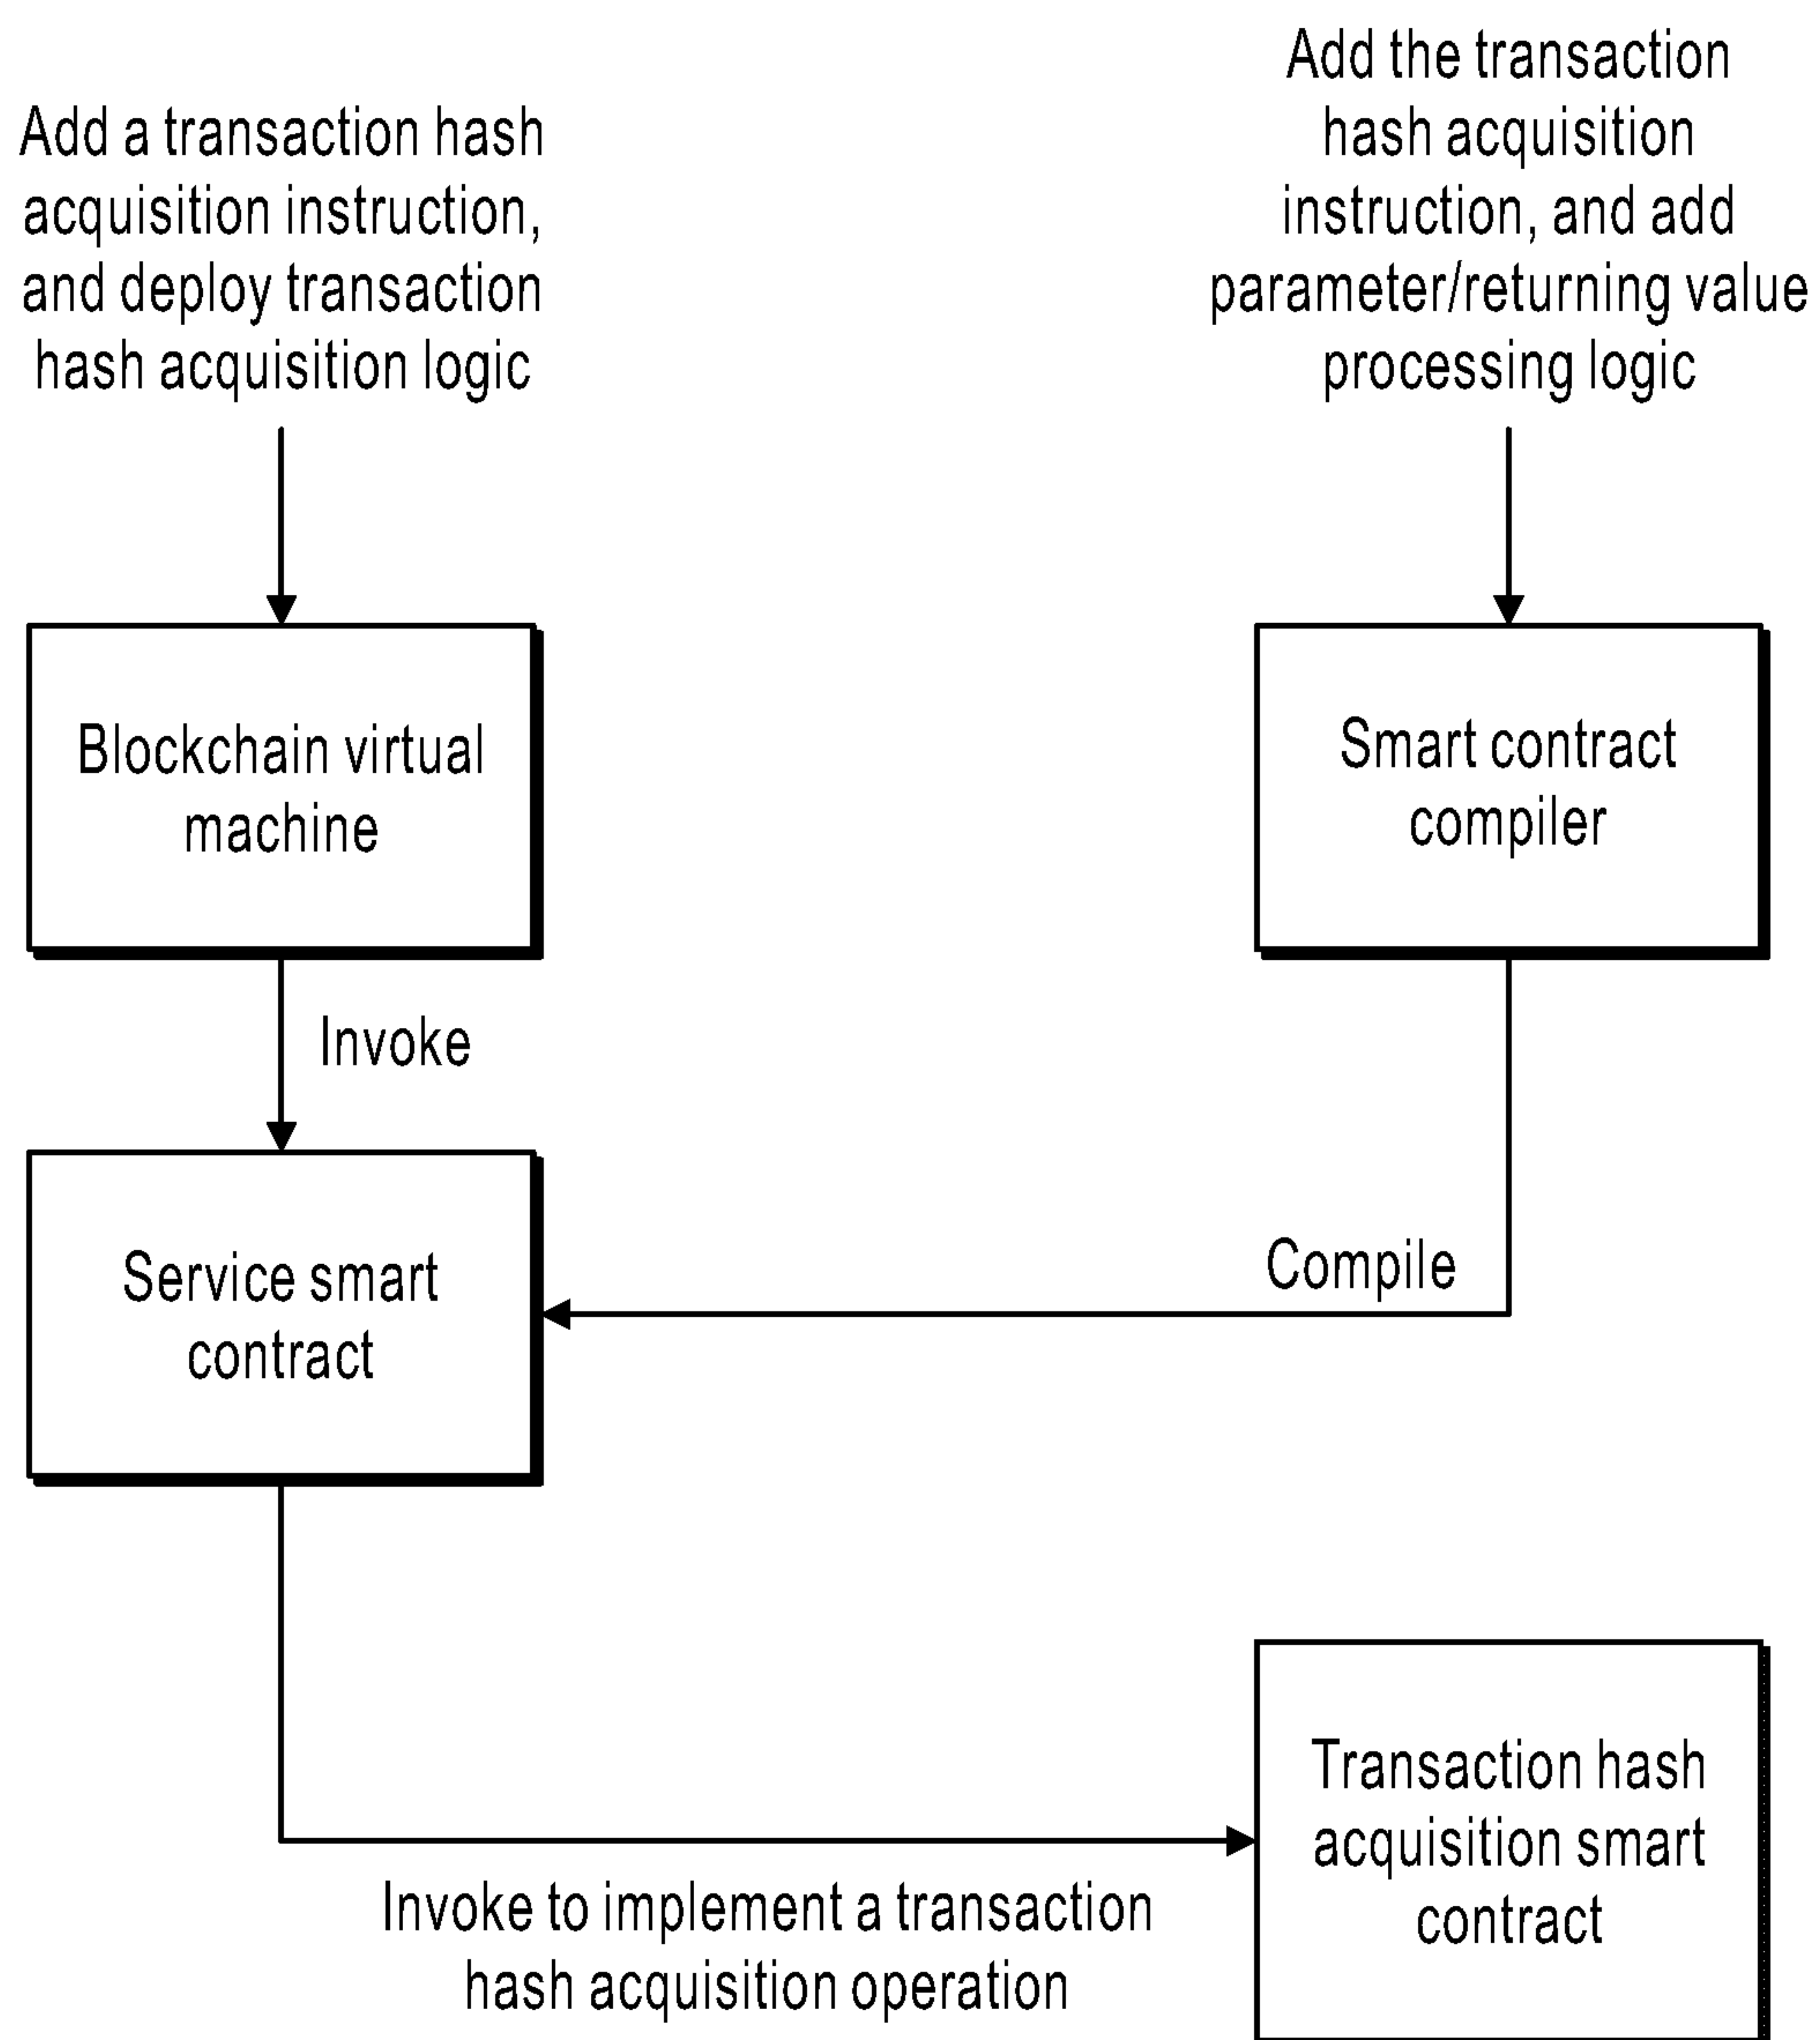 Add a transaction hash
acquisition instruction,
and deploy transaction
hash acquisition logic
Add the transaction
hash acquisition
instruction, and add
parameter/returning value
processing logic
Blockchain virtual
machine
Smart contract
compiler
Invoke
Service smart
contract
Compile
Transaction hash
acquisition smart
contract
Invoke to implement a transaction
hash acquisition operation